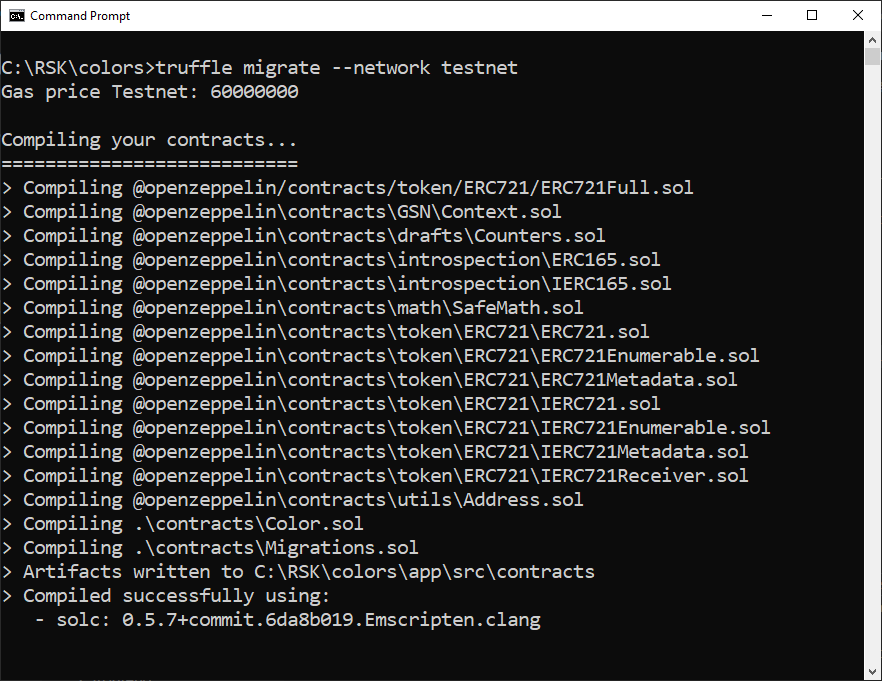 Command Prompt
C:\RSK\colors>truffle migrate --network testnet
Gas price Testnet: 60000000
Compiling your contracts...
===========================
> Compiling @openzeppelin/contracts/token/ERC721/ERC721Full.sol
> Compiling @openzeppelin\contracts\GSN\Context.sol
> Compiling @openzeppelin\contracts\drafts\Counters.sol
> Compiling @openzeppelin\contracts\introspection\ERC165.sol
> Compiling @openzeppelin\contracts\introspection\IERC165.sol
> Compiling @openzeppelin\contracts\math\SafeMath.sol
> Compiling @openzeppelin\contracts\token\ERC721\ERC721.sol
> Compiling @openzeppelin\contracts\token\ERC721\ERC721Enumerable.sol
> Compiling @openzeppelin\contracts\token\ERC721\ERC721Metadata.sol
> Compiling @openzeppelin\contracts\token\ERC721\IERC721.sol
> Compiling @openzeppelin\contracts\token\ERC721\IERC721Enumerable.sol
> Compiling @openzeppelin\contracts\token\ERC721\IERC721Metadata.sol
> Compiling @openzeppelin\contracts\token\ERC721\IERC721Receiver.sol
> Compiling @openzeppelin\contracts\utils\Address.sol
> Compiling .\contracts\Color.sol
> Compiling .\contracts\Migrations.sol
> Artifacts written to C:\RSK\colors\app\src\contracts
> Compiled successfully using:
- solc: 0.5.7+commit.6da8b019.Emscripten.clang